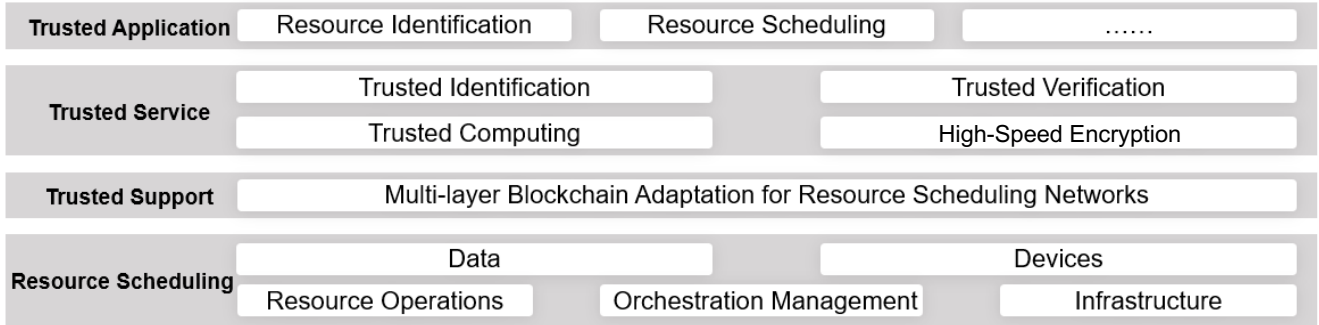 Trusted Application
Resource Identification
Resource Scheduling
......
Trusted Service
Trusted Identification
Trusted Verification
Trusted Computing
High-Speed Encryption
Trusted Support
Multi-layer Blockchain Adaptation for Resource Scheduling Networks
Resource Scheduling
Data
Devices
Resource Operations
Orchestration Management
Infrastructure